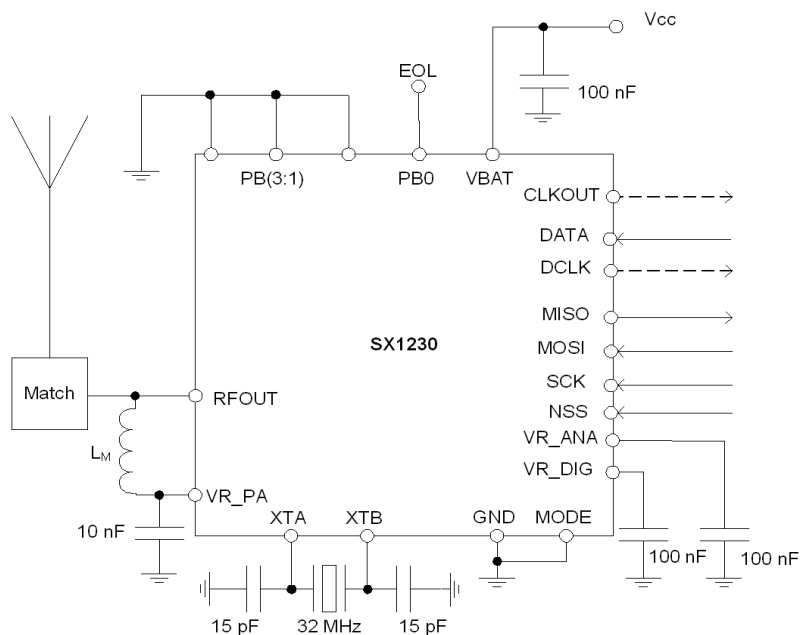 Vcc
EOL
100 nF
PB(3:1)
PB0
VBAT
CLKOUT
DATA
DCLK
MISO
SX1230
MOSI
Match
RFOUT
SCK
NSS
VR_ANA
LM
VR_DIG
VR_PA
XTA
XTB
GND
MODE
10 nF
100 nF
100 nF
15 pF
32 MHz
15 pF